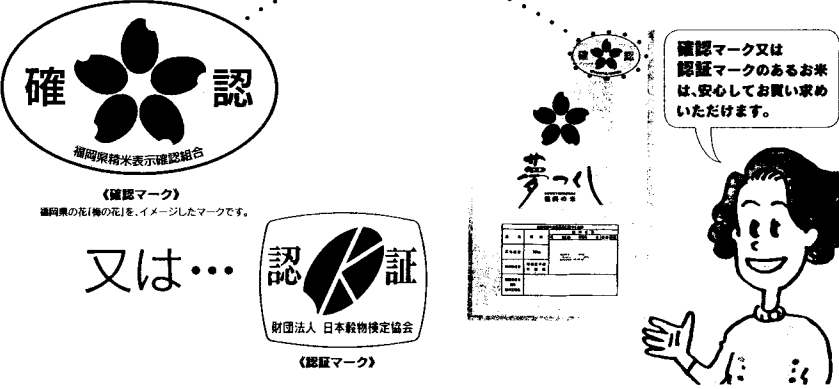 確 認
福岡県精米表示確認組合
《確認マーク》
福岡県の花「梅の花」を、イメージしたマークです。
又は…
認 証
財団法人 日本穀物検定協会
《認証マーク》
確 認
夢つくし
確認マーク又は
認証マークのあるお米
は、安心してお買い求め
いただけます。